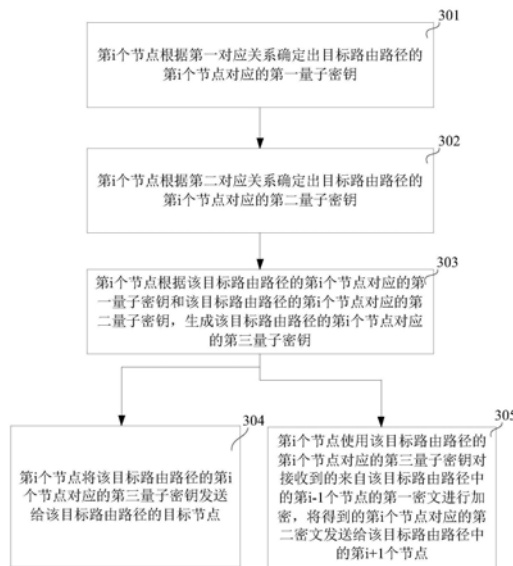 301
第i个节点根据第一对应关系确定出目标路由路径的
第i个节点对应的第一量子密钥
302
第i个节点根据第二对应关系确定出目标路由路径的
第i个节点对应的第二量子密钥
303
第i个节点根据该目标路由路径的第i个节点对应的第
一量子密钥和该目标路由路径的第i个节点对应的第
二量子密钥，生成该目标路由路径的第i个节点对应
的第三量子密钥
304
第i个节点将该目标路由路径的第i
个节点对应的第三量子密钥发送
给该目标路由路径的目标节点
305
第i个节点使用该目标路由路径的
第i个节点对应的第三量子密钥对
接收到的来自该目标路由路径中
的第i-1个节点的第一密文进行加
密，将得到的第i个节点对应的第
二密文发送给该目标路由路径中
的第i+1个节点